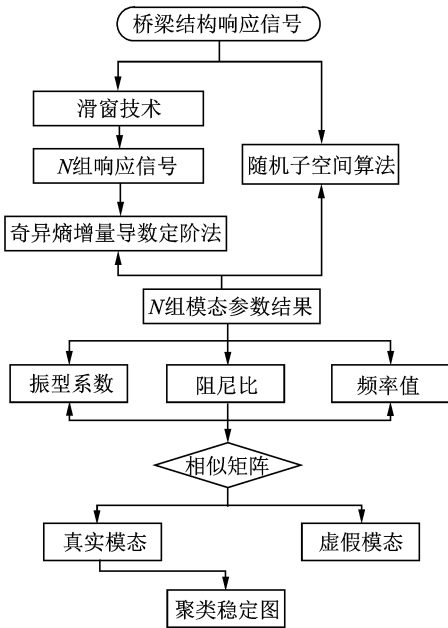 桥梁结构响应信号
滑窗技术
N组响应信号
随机子空间算法
奇异熵增量导数定阶法
N组模态参数结果
振型系数
阻尼比
频率值
相似矩阵
真实模态
虚假模态
聚类稳定图